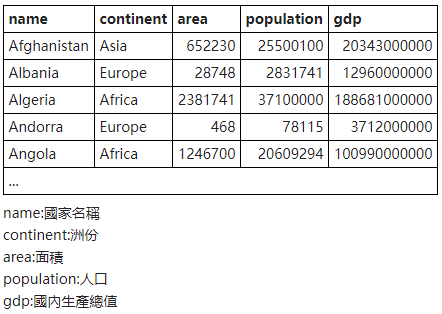 name continent area population gdp
Afghanistan Asia 652230 25500100 20343000000
Albania Europe 28748 2831741 12960000000
Algeria Africa 2381741 37100000 188681000000
Andorra Europe 468 78115 3712000000
Angola Africa 1246700 20609294 100990000000
...
name:國家名稱
continent:洲份
area:面積
population:人口
gdp:國內生產總值